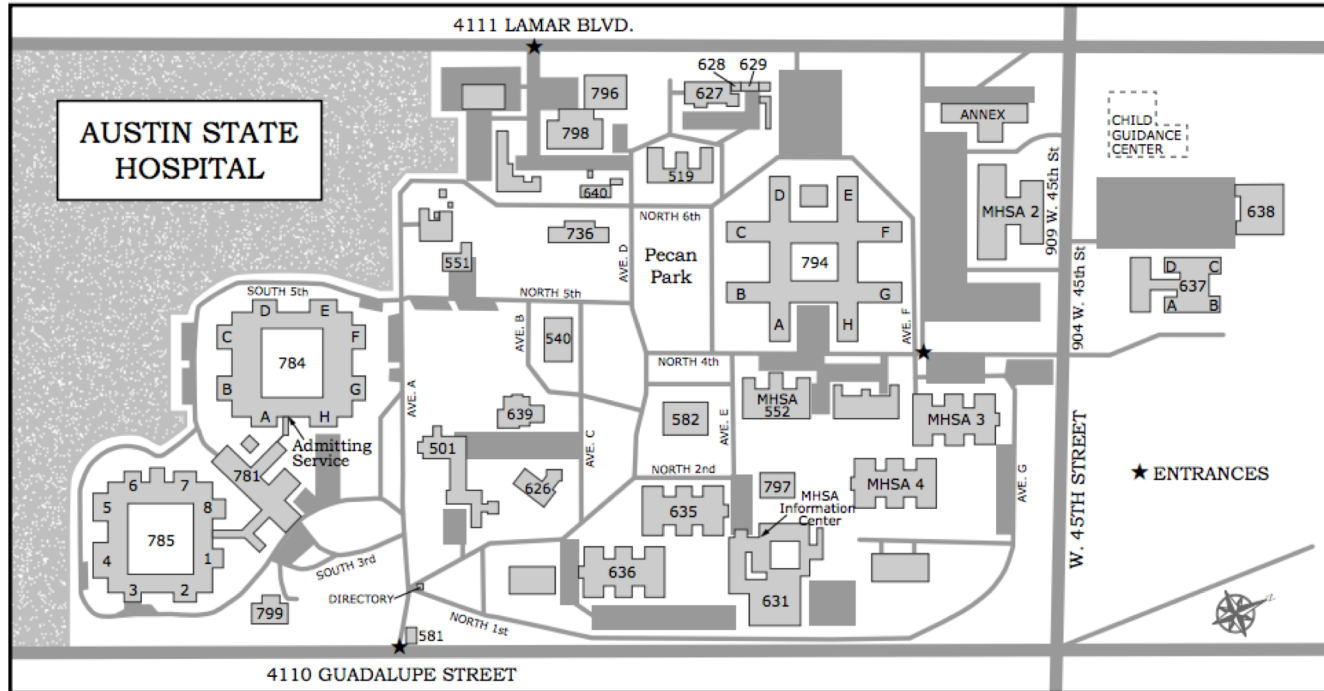 4111 LAMAR BLVD.
AUSTIN STATE
HOSPITAL
628 629
796
627
798
ANNEX
CHILD
GUIDANCE
CENTER
519
640
D E
MHSA 2
909 W. 45th St
638
NORTH 6th
C F
736
AVE. D
Pecan
Park
794
551
D C
637
A B
SOUTH 5th
NORTH 5th
B G
A H
AVE. F
904 W. 45th St
D E
C F
784
B G
A H
AVE. B
540
AVE. A
NORTH 4th
MHSA
552
639
582
AVE. E
MHSA 3
Admitting
Service
501
AVE. C
781
NORTH 2nd
W. 45TH STREET
★ ENTRANCES
6 7
5 8
785
4 1
3 2
626
797
MHSA 4
AVE. G
MHSA
Information
Center
635
SOUTH 3rd
636
DIRECTORY
631
799
NORTH 1st
581
N
4110 GUADALUPE STREET